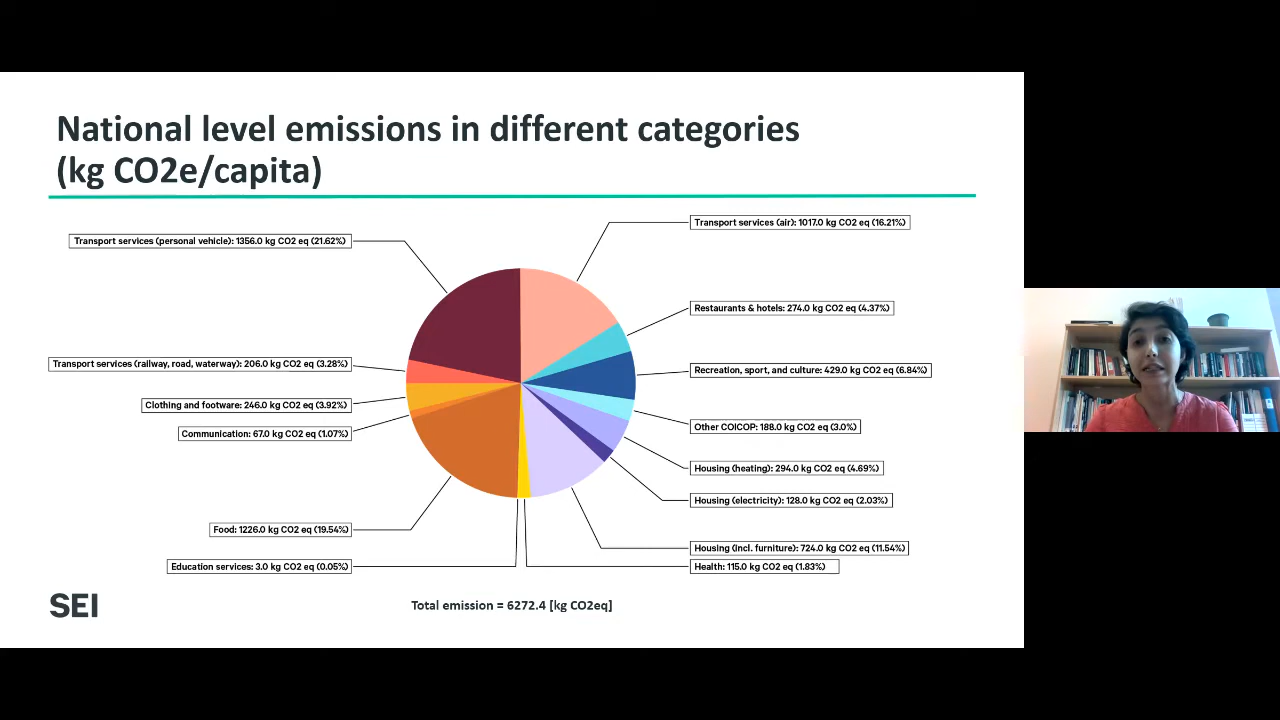 National level emissions in different categories
(kg CO2e/capita)
Transport services (air): 1017.0 kg CO2 eq (16.21%)
Transport services (personal vehicle): 1356.0 kg CO2 eq (21.62%)
Restaurants & hotels: 274.0 kg CO2 eq (4.37%)
Transport services (railway, road, waterway): 206.0 kg CO2 eq (3.28%)
Recreation, sport, and culture: 429.0 kg CO2 eq (6.84%)
Clothing and footware: 246.0 kg CO2 eq (3.92%)
Other COICOP: 188.0 kg CO2 eq (3.0%)
Communication: 67.0 kg CO2 eq (1.07%)
Housing (heating): 294.0 kg CO2 eq (4.69%)
Housing (electricity): 128.0 kg CO2 eq (2.03%)
Food: 1226.0 kg CO2 eq (19.54%)
Housing (incl. furniture): 724.0 kg CO2 eq (11.54%)
Education services: 3.0 kg CO2 eq (0.05%)
Health: 115.0 kg CO2 eq (1.83%)
SEI
Total emission = 6272.4 [kg CO2eq]